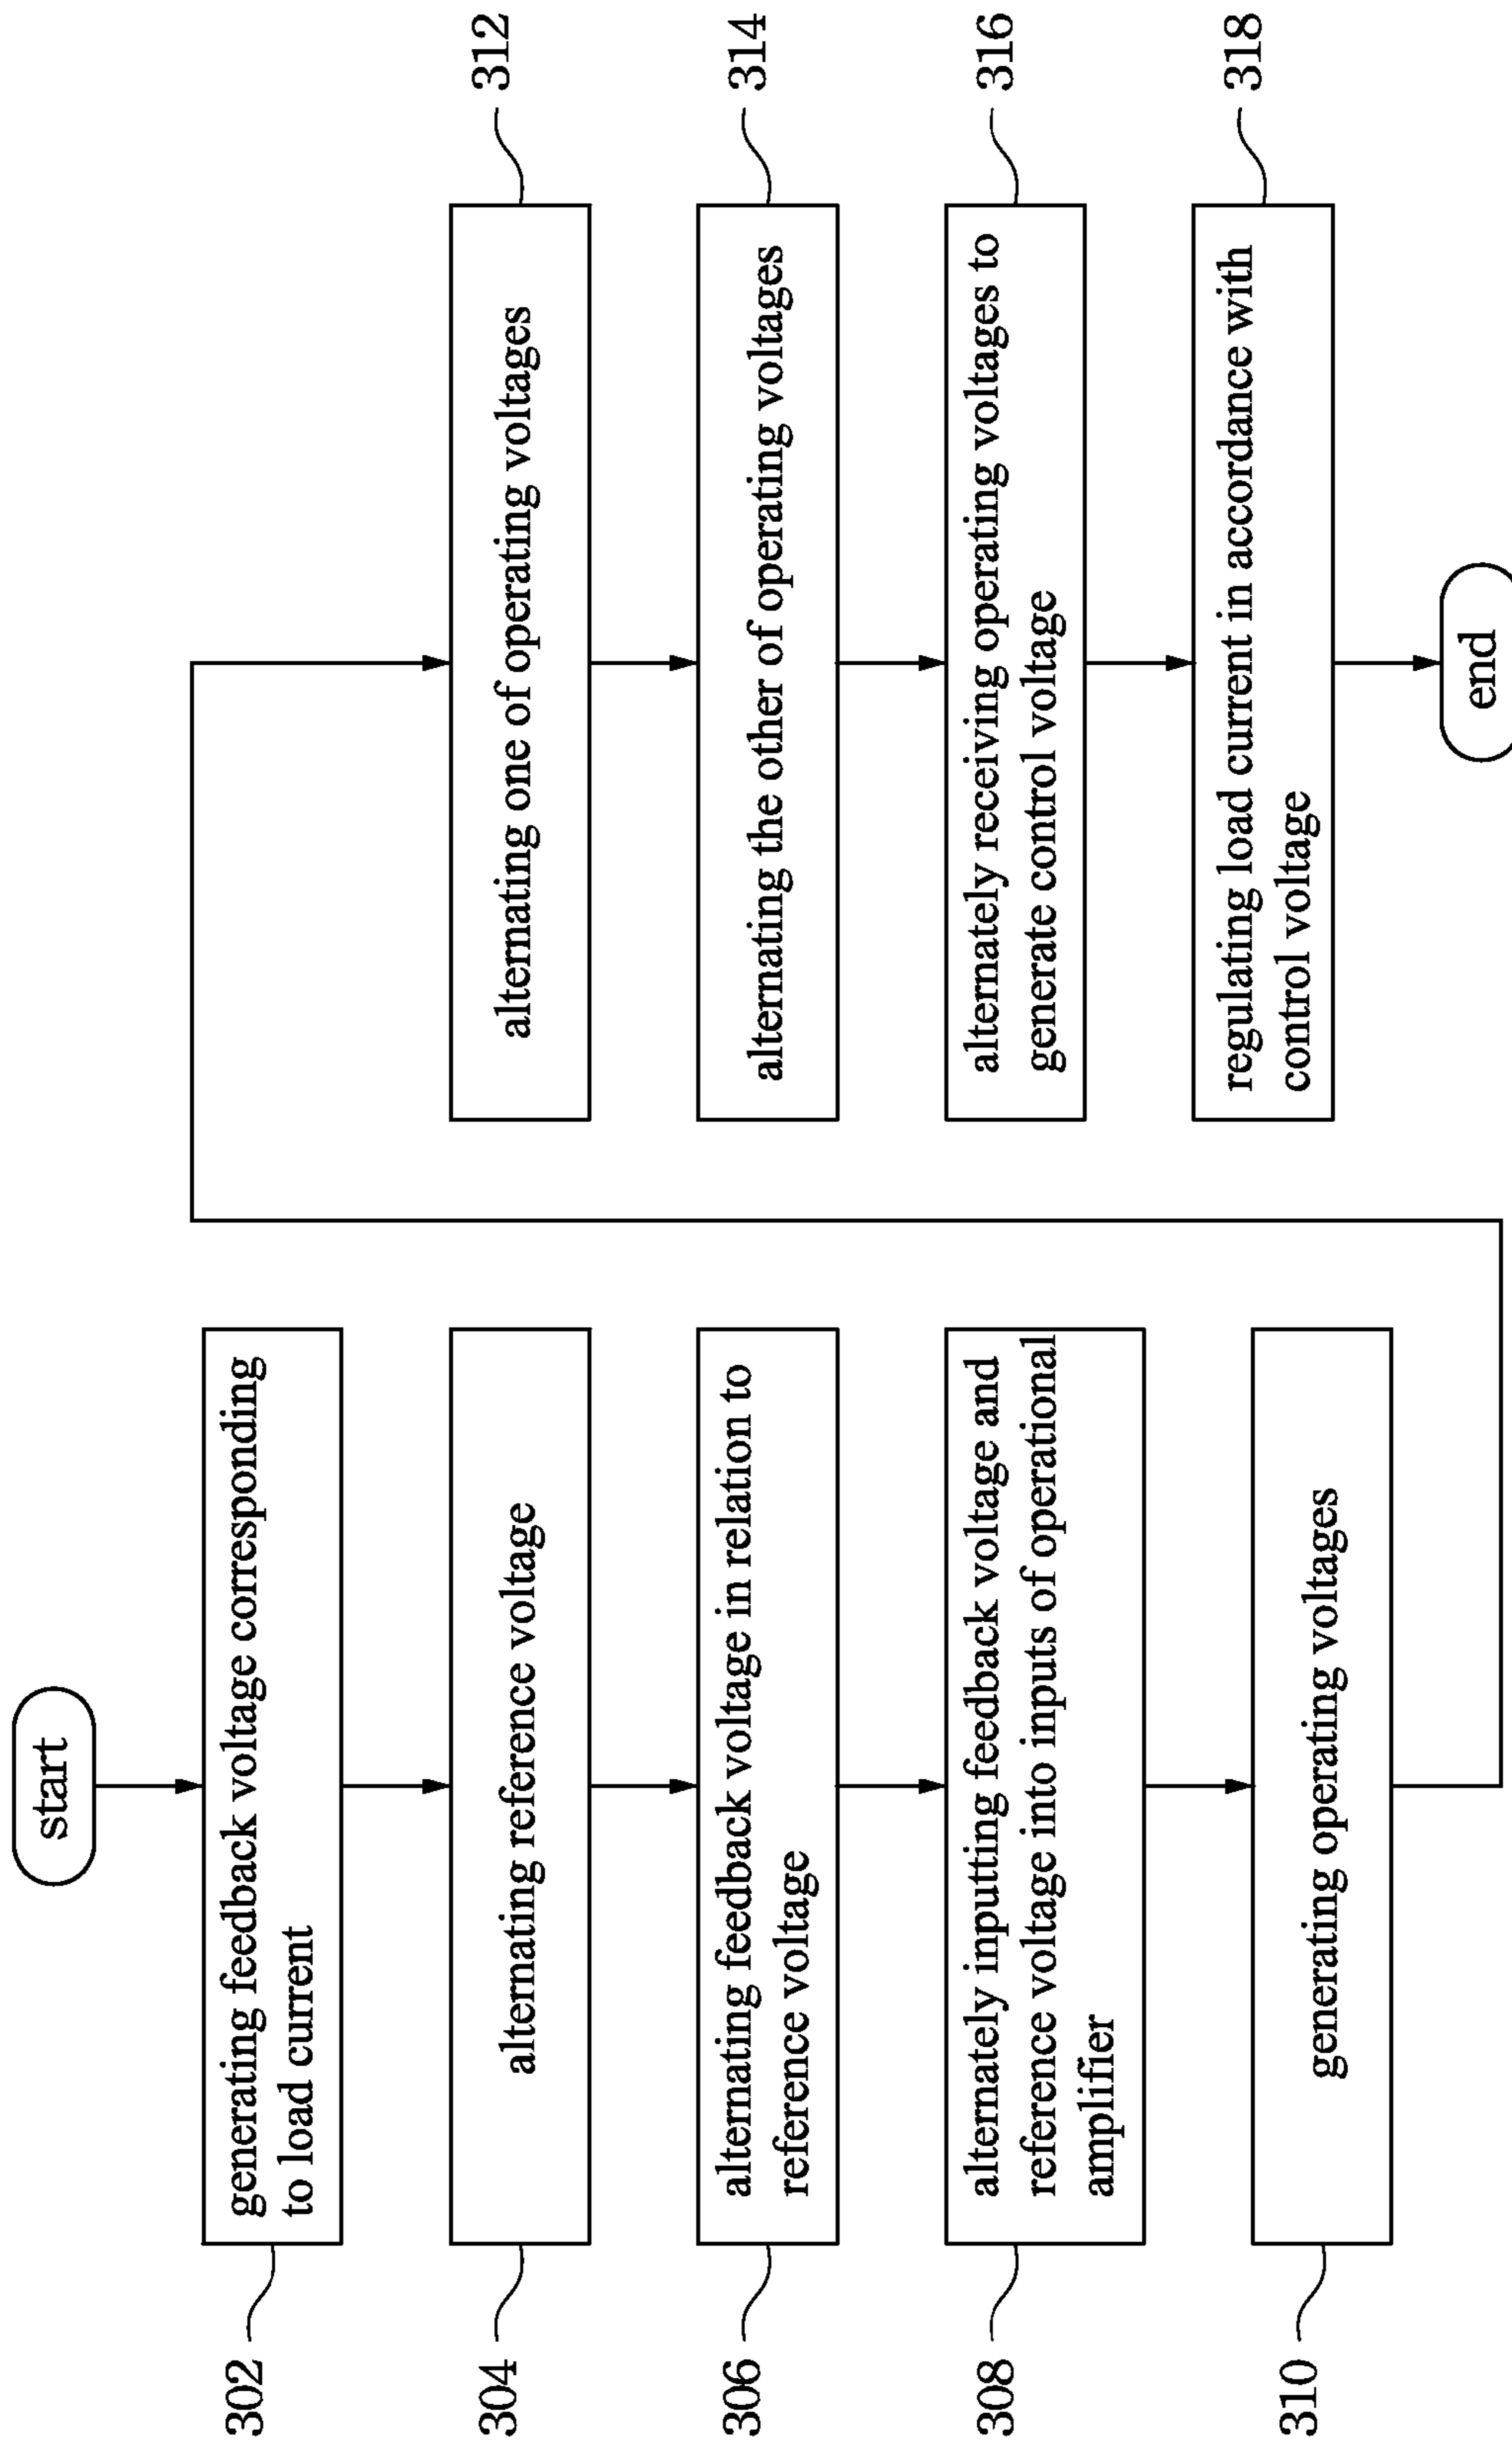 start
302
generating feedback voltage corresponding
to load current
304
alternating reference voltage
306
alternating feedback voltage in relation to
reference voltage
308
alternately inputting feedback voltage and
reference voltage into inputs of operational
amplifier
310
generating operating voltages
312
alternating one of operating voltages
314
alternating the other of operating voltages
316
alternately receiving operating voltages to
generate control voltage
318
regulating load current in accordance with
control voltage
end